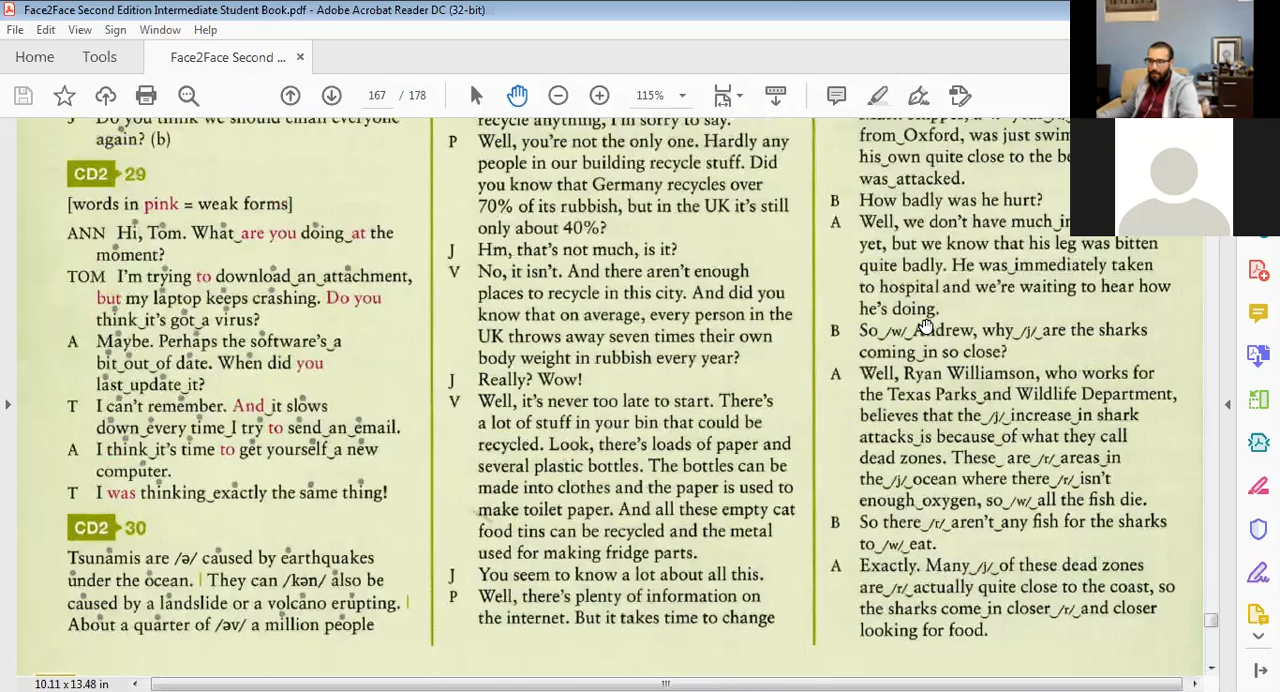 Face2Face Second Edition Intermediate Student Book.pdf - Adobe Acrobat Reader DC (32-bit)
File Edit View Sign Window Help
Home Tools Face2Face Second ... ×
167 / 178 115%
J Do you think we should email everyone
again? (b)
CD2 29
[words in pink = weak forms]
ANN Hi, Tom. What‿are you doing‿at the
moment?
TOM I'm trying to download‿an‿attachment,
but my laptop keeps crashing. Do you
think‿it's got‿a virus?
A Maybe. Perhaps the software's‿a
bit‿out‿of date. When did you
last‿update‿it?
T I can't remember. And‿it slows
down‿every time‿I try to send‿an‿email.
A I think‿it's time to get yourself‿a new
computer.
T I was thinking‿exactly the same thing!
CD2 30
Tsunamis are /ə/ caused by earthquakes
under the ocean. | They can /kən/ also be
caused by a landslide or a volcano erupting. |
About a quarter of /əv/ a million people
recycle anything, I'm sorry to say.
P Well, you're not the only one. Hardly any
people in our building recycle stuff. Did
you know that Germany recycles over
70% of its rubbish, but in the UK it's still
only about 40%?
J Hm, that's not much, is it?
V No, it isn't. And there aren't enough
places to recycle in this city. And did you
know that on average, every person in the
UK throws away seven times their own
body weight in rubbish every year?
J Really? Wow!
V Well, it's never too late to start. There's
a lot of stuff in your bin that could be
recycled. Look, there's loads of paper and
several plastic bottles. The bottles can be
made into clothes and the paper is used to
make toilet paper. And all these empty cat
food tins can be recycled and the metal
used for making fridge parts.
J You seem to know a lot about all this.
P Well, there's plenty of information on
the internet. But it takes time to change
from‿Oxford, was just swim
his‿own quite close to the be
was‿attacked.
B How badly was he hurt?
A Well, we don't have much‿in
yet, but we know that his leg was bitten
quite badly. He was‿immediately taken
to hospital and we're waiting to hear how
he's doing.
B So‿/w/‿Andrew, why‿/j/‿are the sharks
coming‿in so close?
A Well, Ryan Williamson, who works for
the Texas Parks‿and Wildlife Department,
believes that the‿/j/‿increase‿in shark
attacks‿is because‿of what they call
dead zones. These‿are‿/r/‿areas‿in
the‿/j/‿ocean where there‿/r/‿isn't
enough‿oxygen, so‿/w/‿all the fish die.
B So there‿/r/‿aren't‿any fish for the sharks
to‿/w/‿eat.
A Exactly. Many‿/j/‿of these dead zones
are‿/r/‿actually quite close to the coast, so
the sharks come‿in closer‿/r/‿and closer
looking for food.
10.11 x 13.48 in